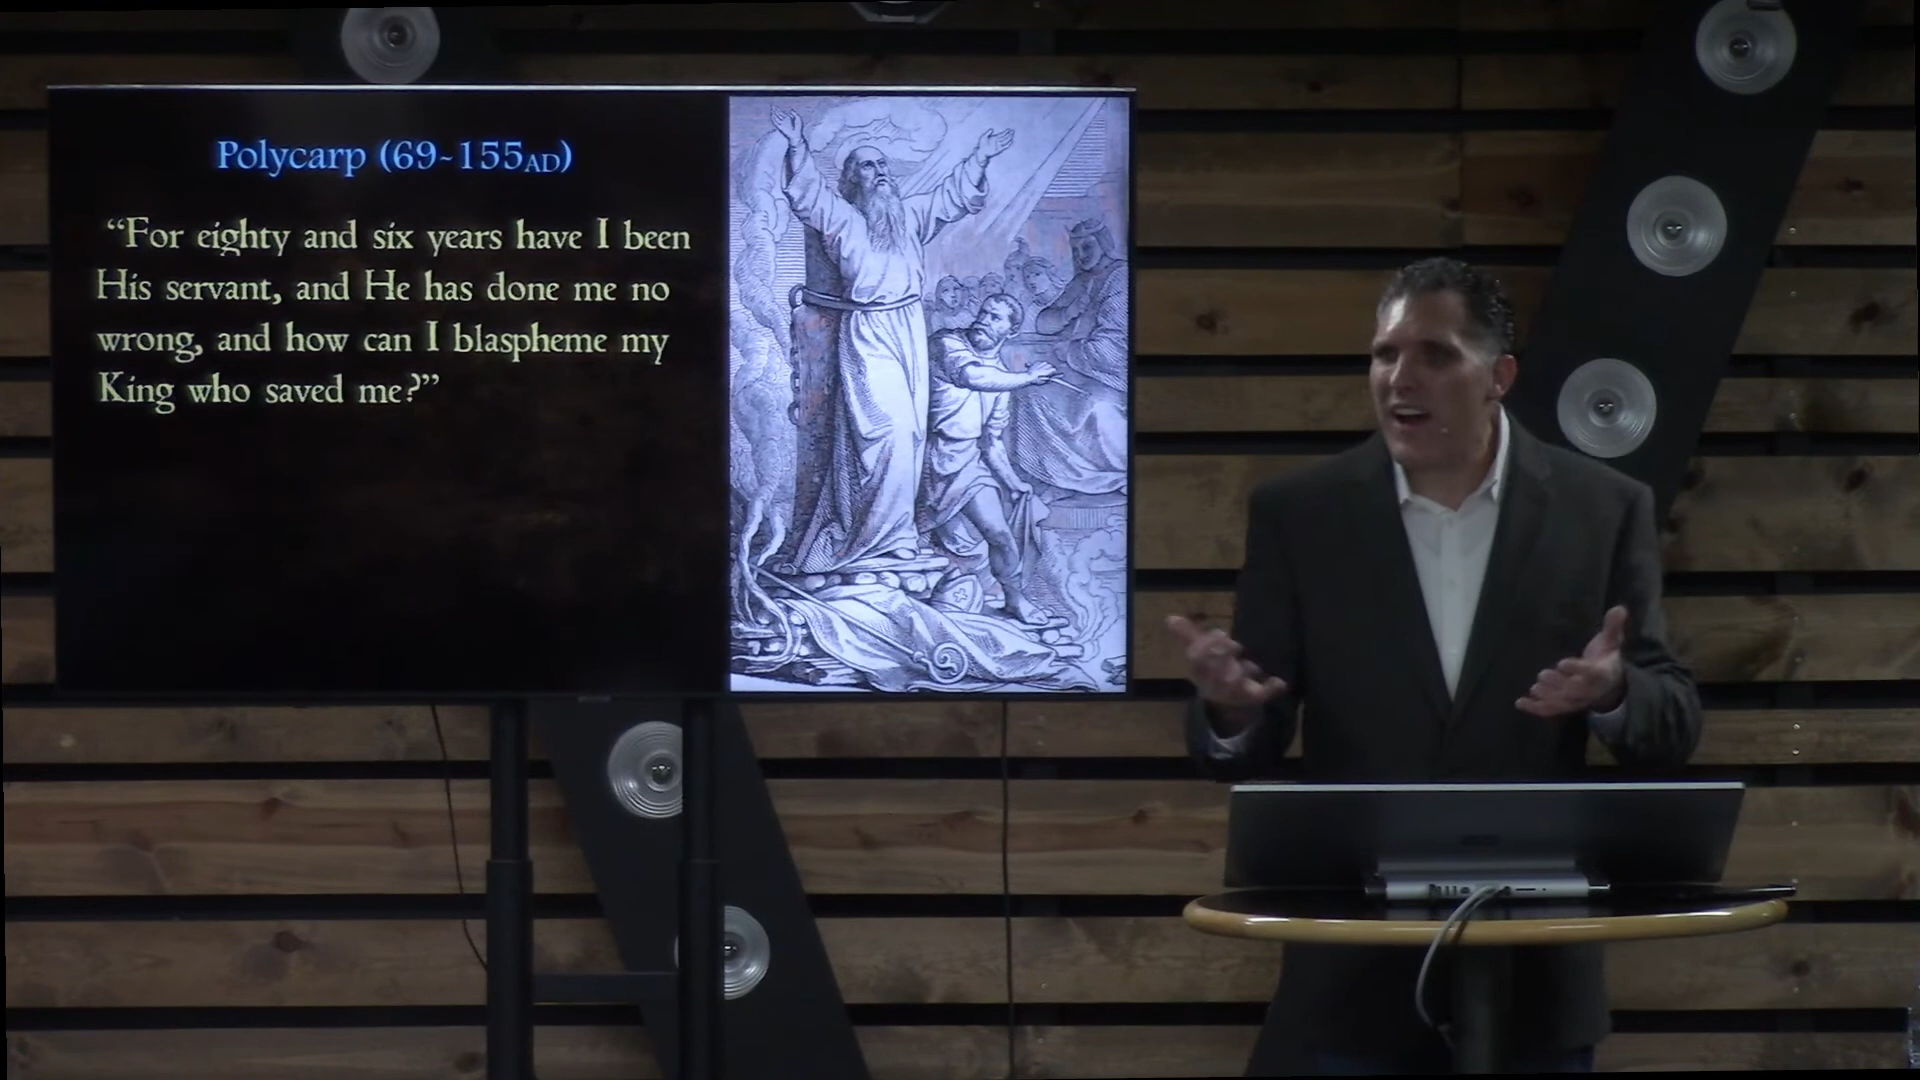 Polycarp (69~155AD)
“For eighty and six years have I been
His servant, and He has done me no
wrong, and how can I blaspheme my
King who saved me?”